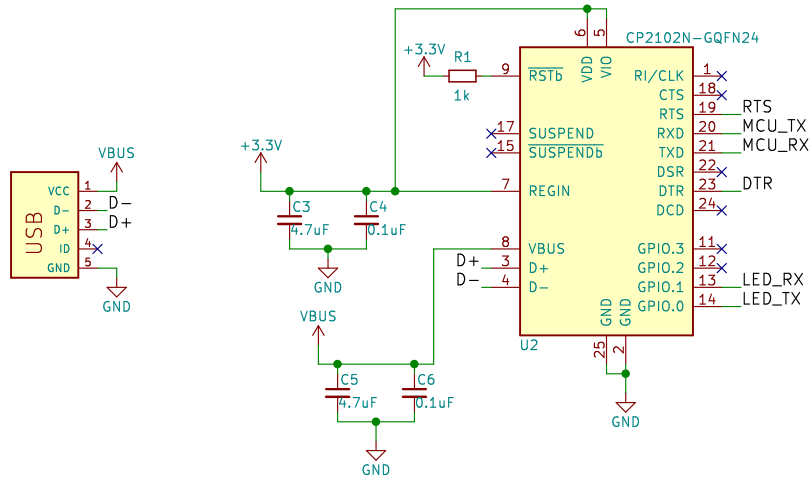 CP2102N-GQFN24
+3.3V
R1
1k
9
RSTb
6
VDD
5
VIO
RI/CLK
1
CTS
18
RTS
19
RTS
17
SUSPEND
RXD
20
MCU_TX
15
SUSPENDb
TXD
21
MCU_RX
DSR
22
+3.3V
7
REGIN
DTR
23
DTR
DCD
24
C3
4.7uF
C4
0.1uF
GND
VBUS
USB
VCC
1
D-
2
D-
D+
3
D+
ID
4
GND
5
GND
8
VBUS
GPIO.3
11
D+
3
D+
GPIO.2
12
D-
4
D-
GPIO.1
13
LED_RX
GPIO.0
14
LED_TX
GND
GND
U2
25
2
GND
VBUS
C5
4.7uF
C6
0.1uF
GND